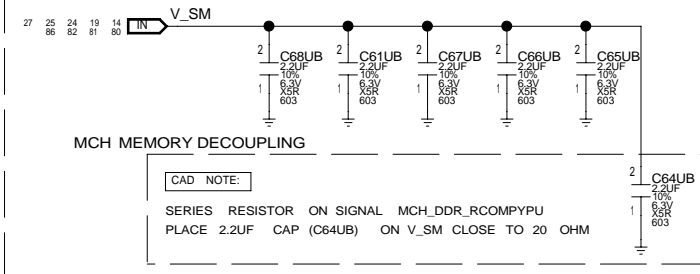 V_SM
27 25 24 19 14 IN
86 82 81 80
2 C68UB 2 C61UB 2 C67UB 2 C66UB 2 C65UB
2.2UF 2.2UF 2.2UF 2.2UF 2.2UF
10% 10% 10% 10% 10%
1 6.3V 1 6.3V 1 6.3V 1 6.3V 1 6.3V
X5R X5R X5R X5R X5R
603 603 603 603 603
MCH MEMORY DECOUPLING
2 C64UB
2.2UF
10%
1 6.3V
X5R
603
CAD NOTE:
SERIES RESISTOR ON SIGNAL MCH_DDR_RCOMPYPU
PLACE 2.2UF CAP (C64UB) ON V_SM CLOSE TO 20 OHM